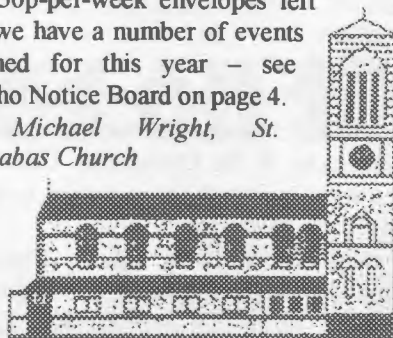 50p-per-week envelopes left
we have a number of events
ned for this year – see
ho Notice Board on page 4.
Michael Wright, St.
abas Church